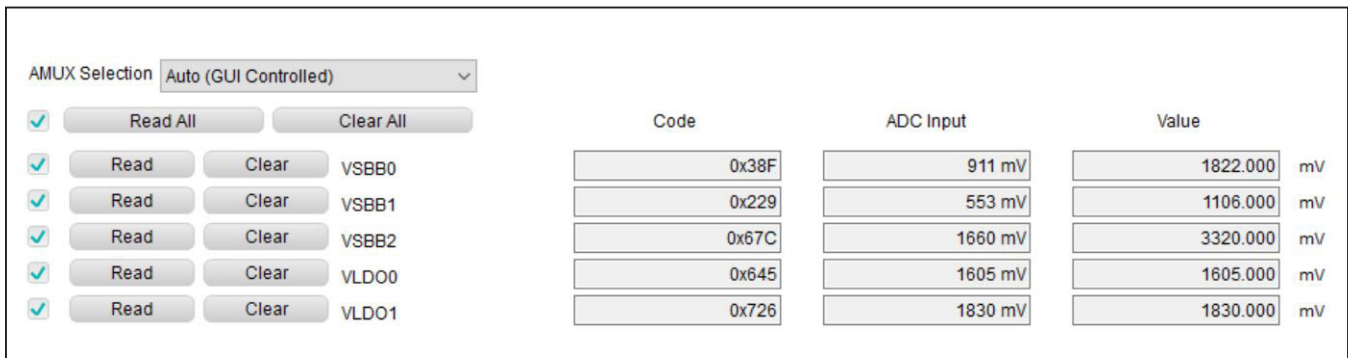 AMUX Selection Auto (GUI Controlled)
Read All Clear All Code ADC Input Value
Read Clear VSBB0 0x38F 911 mV 1822.000 mV
Read Clear VSBB1 0x229 553 mV 1106.000 mV
Read Clear VSBB2 0x67C 1660 mV 3320.000 mV
Read Clear VLDO0 0x645 1605 mV 1605.000 mV
Read Clear VLDO1 0x726 1830 mV 1830.000 mV